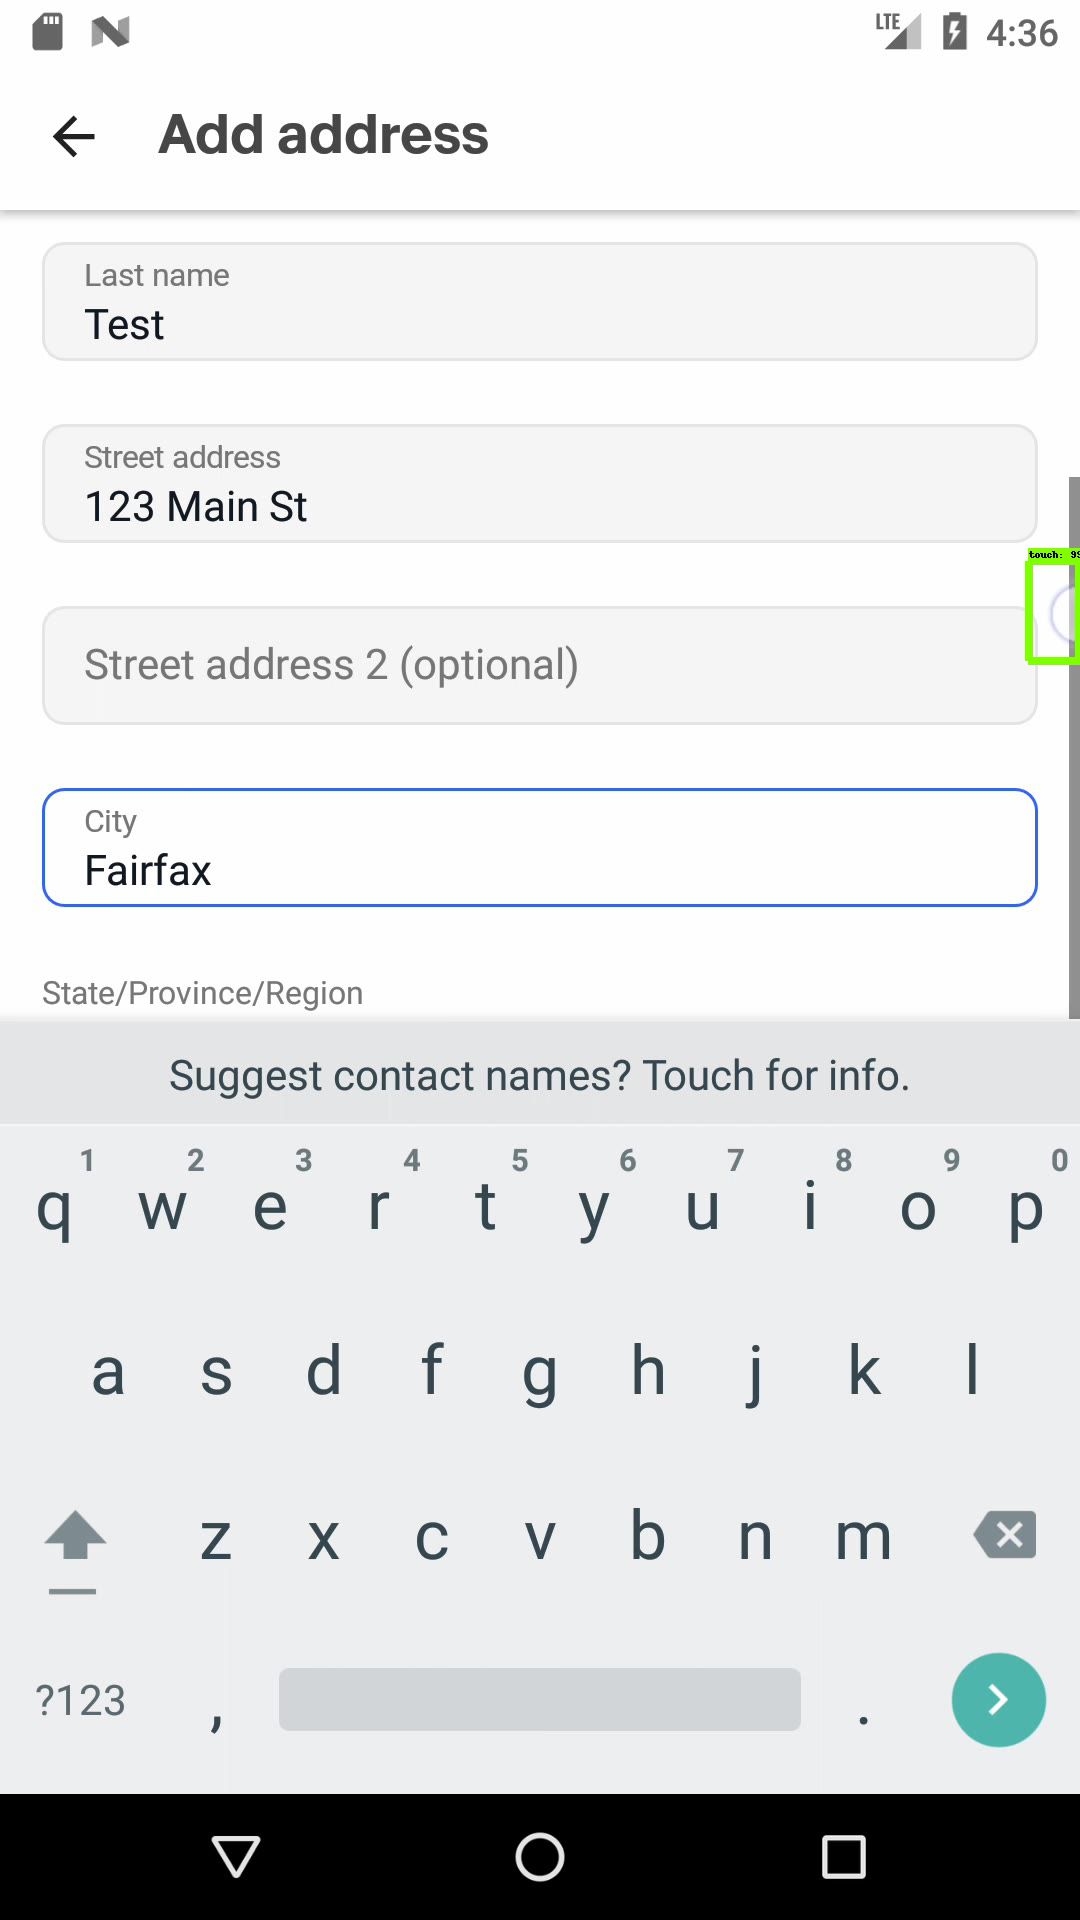 LTE 4:36
Add address
Last name
Test
Street address
123 Main St
touch: 99
Street address 2 (optional)
City
Fairfax
State/Province/Region
Suggest contact names? Touch for info.
1 2 3 4 5 6 7 8 9 0
q w e r t y u i o p
a s d f g h j k l
z x c v b n m
?123 , .